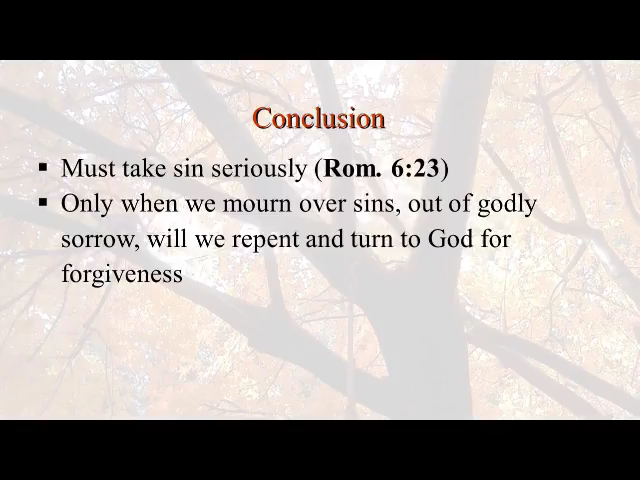 Conclusion
▪ Must take sin seriously (Rom. 6:23)
▪ Only when we mourn over sins, out of godly
sorrow, will we repent and turn to God for
forgiveness